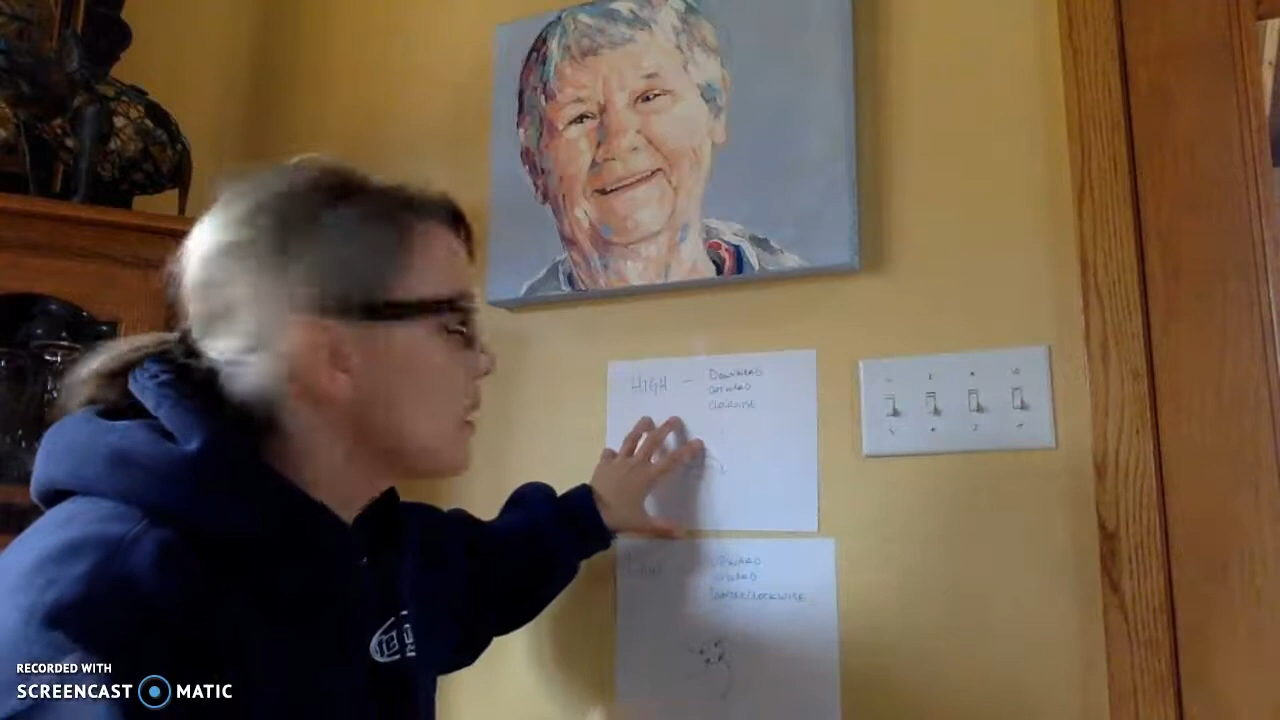 HIGH – DOWNWARD
OUTWARD
CLOCKWISE
UPWARD
INWARD
COUNTERCLOCKWISE
RECORDED WITH
SCREENCAST MATIC